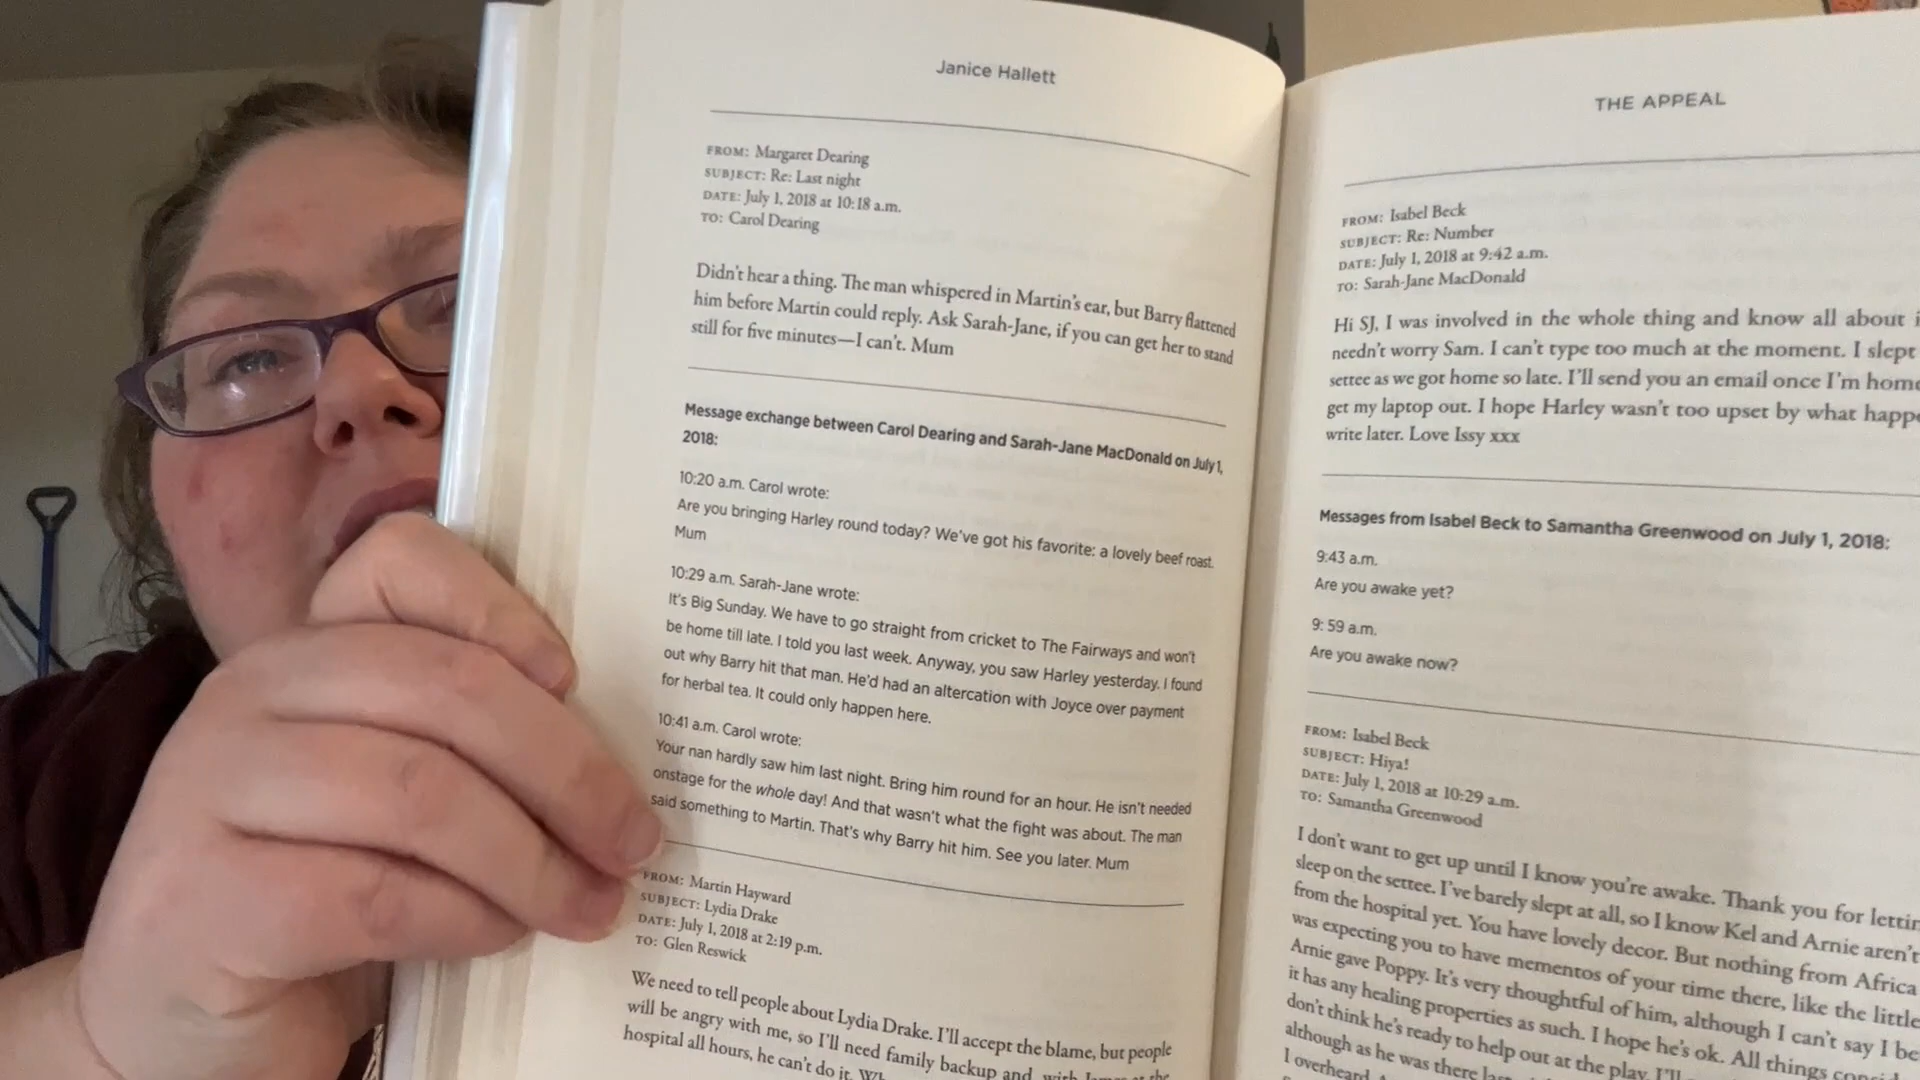 Janice Hallett
FROM: Margaret Dearing
SUBJECT: Re: Last night
DATE: July 1, 2018 at 10:18 a.m.
TO: Carol Dearing
Didn't hear a thing. The man whispered in Martin's ear, but Barry flattened
him before Martin could reply. Ask Sarah-Jane, if you can get her to stand
still for five minutes—I can't. Mum
Message exchange between Carol Dearing and Sarah-Jane MacDonald on July 1,
2018:
10:20 a.m. Carol wrote:
Are you bringing Harley round today? We've got his favorite: a lovely beef roast.
Mum
10:29 a.m. Sarah-Jane wrote:
It's Big Sunday. We have to go straight from cricket to The Fairways and won't
be home till late. I told you last week. Anyway, you saw Harley yesterday. I found
out why Barry hit that man. He'd had an altercation with Joyce over payment
for herbal tea. It could only happen here.
10:41 a.m. Carol wrote:
Your nan hardly saw him last night. Bring him round for an hour. He isn't needed
onstage for the whole day! And that wasn't what the fight was about. The man
said something to Martin. That's why Barry hit him. See you later. Mum
FROM: Martin Hayward
SUBJECT: Lydia Drake
DATE: July 1, 2018 at 2:19 p.m.
TO: Glen Reswick
We need to tell people about Lydia Drake. I'll accept the blame, but people
will be angry with me, so I'll need family backup and, with James at the
hospital all hours, he can't do it.
THE APPEAL
FROM: Isabel Beck
SUBJECT: Re: Number
DATE: July 1, 2018 at 9:42 a.m.
TO: Sarah-Jane MacDonald
Hi SJ, I was involved in the whole thing and know all about
needn't worry Sam. I can't type too much at the moment. I slept
settee as we got home so late. I'll send you an email once I'm home
get my laptop out. I hope Harley wasn't too upset by what
write later. Love Issy xxx
Messages from Isabel Beck to Samantha Greenwood on July 1, 2018:
9:43 a.m.
Are you awake yet?
9: 59 a.m.
Are you awake now?
FROM: Isabel Beck
SUBJECT: Hiya!
DATE: July 1, 2018 at 10:29 a.m.
TO: Samantha Greenwood
I don't want to get up until I know you're awake. Thank you for
sleep on the settee. I've barely slept at all, so I know Kel and Arnie aren't
from the hospital yet. You have lovely decor. But nothing from Africa
was expecting you to have mementos of your time there, like the little
Arnie gave Poppy. It's very thoughtful of him, although I can't say I
it has any healing properties as such. I hope he's ok. All things
don't think he's ready to help out at the play. I'll
although as he was there
I overheard